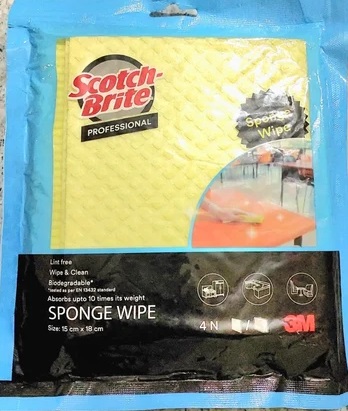 Scotch-
Brite
PROFESSIONAL
Sponge
Wipe
Lint free
Wipe & Clean
Biodegradable*
*tested as per EN 13432 standard
Absorbs upto 10 times its weight
SPONGE WIPE
Size: 15 cm x 18 cm
4 N
/
3M